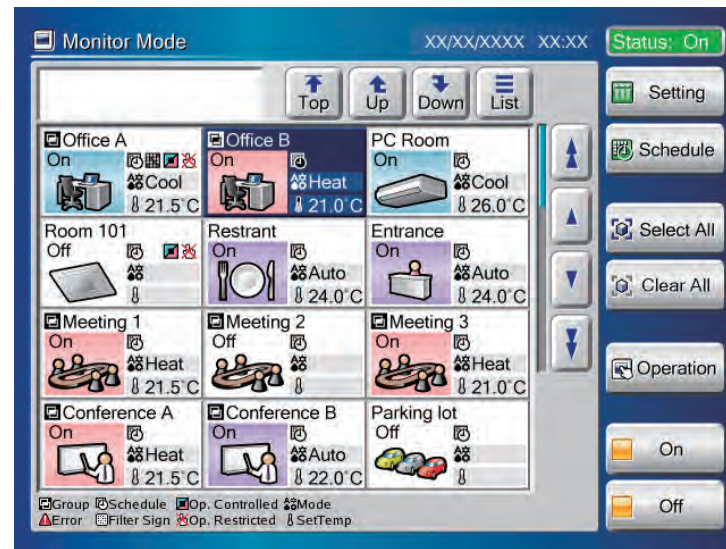 Monitor Mode XX/XX/XXXX XX:XX Status: On
Top Up Down List
Setting
Schedule
Select All
Clear All
Operation
On
Off
Office A
On
Cool
21.5°C
Office B
On
Heat
21.0°C
PC Room
On
Cool
26.0°C
Room 101
Off
Restrant
On
Auto
24.0°C
Entrance
On
Auto
24.0°C
Meeting 1
On
Heat
21.5°C
Meeting 2
Off
Meeting 3
On
Heat
21.0°C
Conference A
On
Heat
21.5°C
Conference B
On
Auto
22.0°C
Parking lot
Off
Group Schedule Op. Controlled Mode
Error Filter Sign Op. Restricted SetTemp